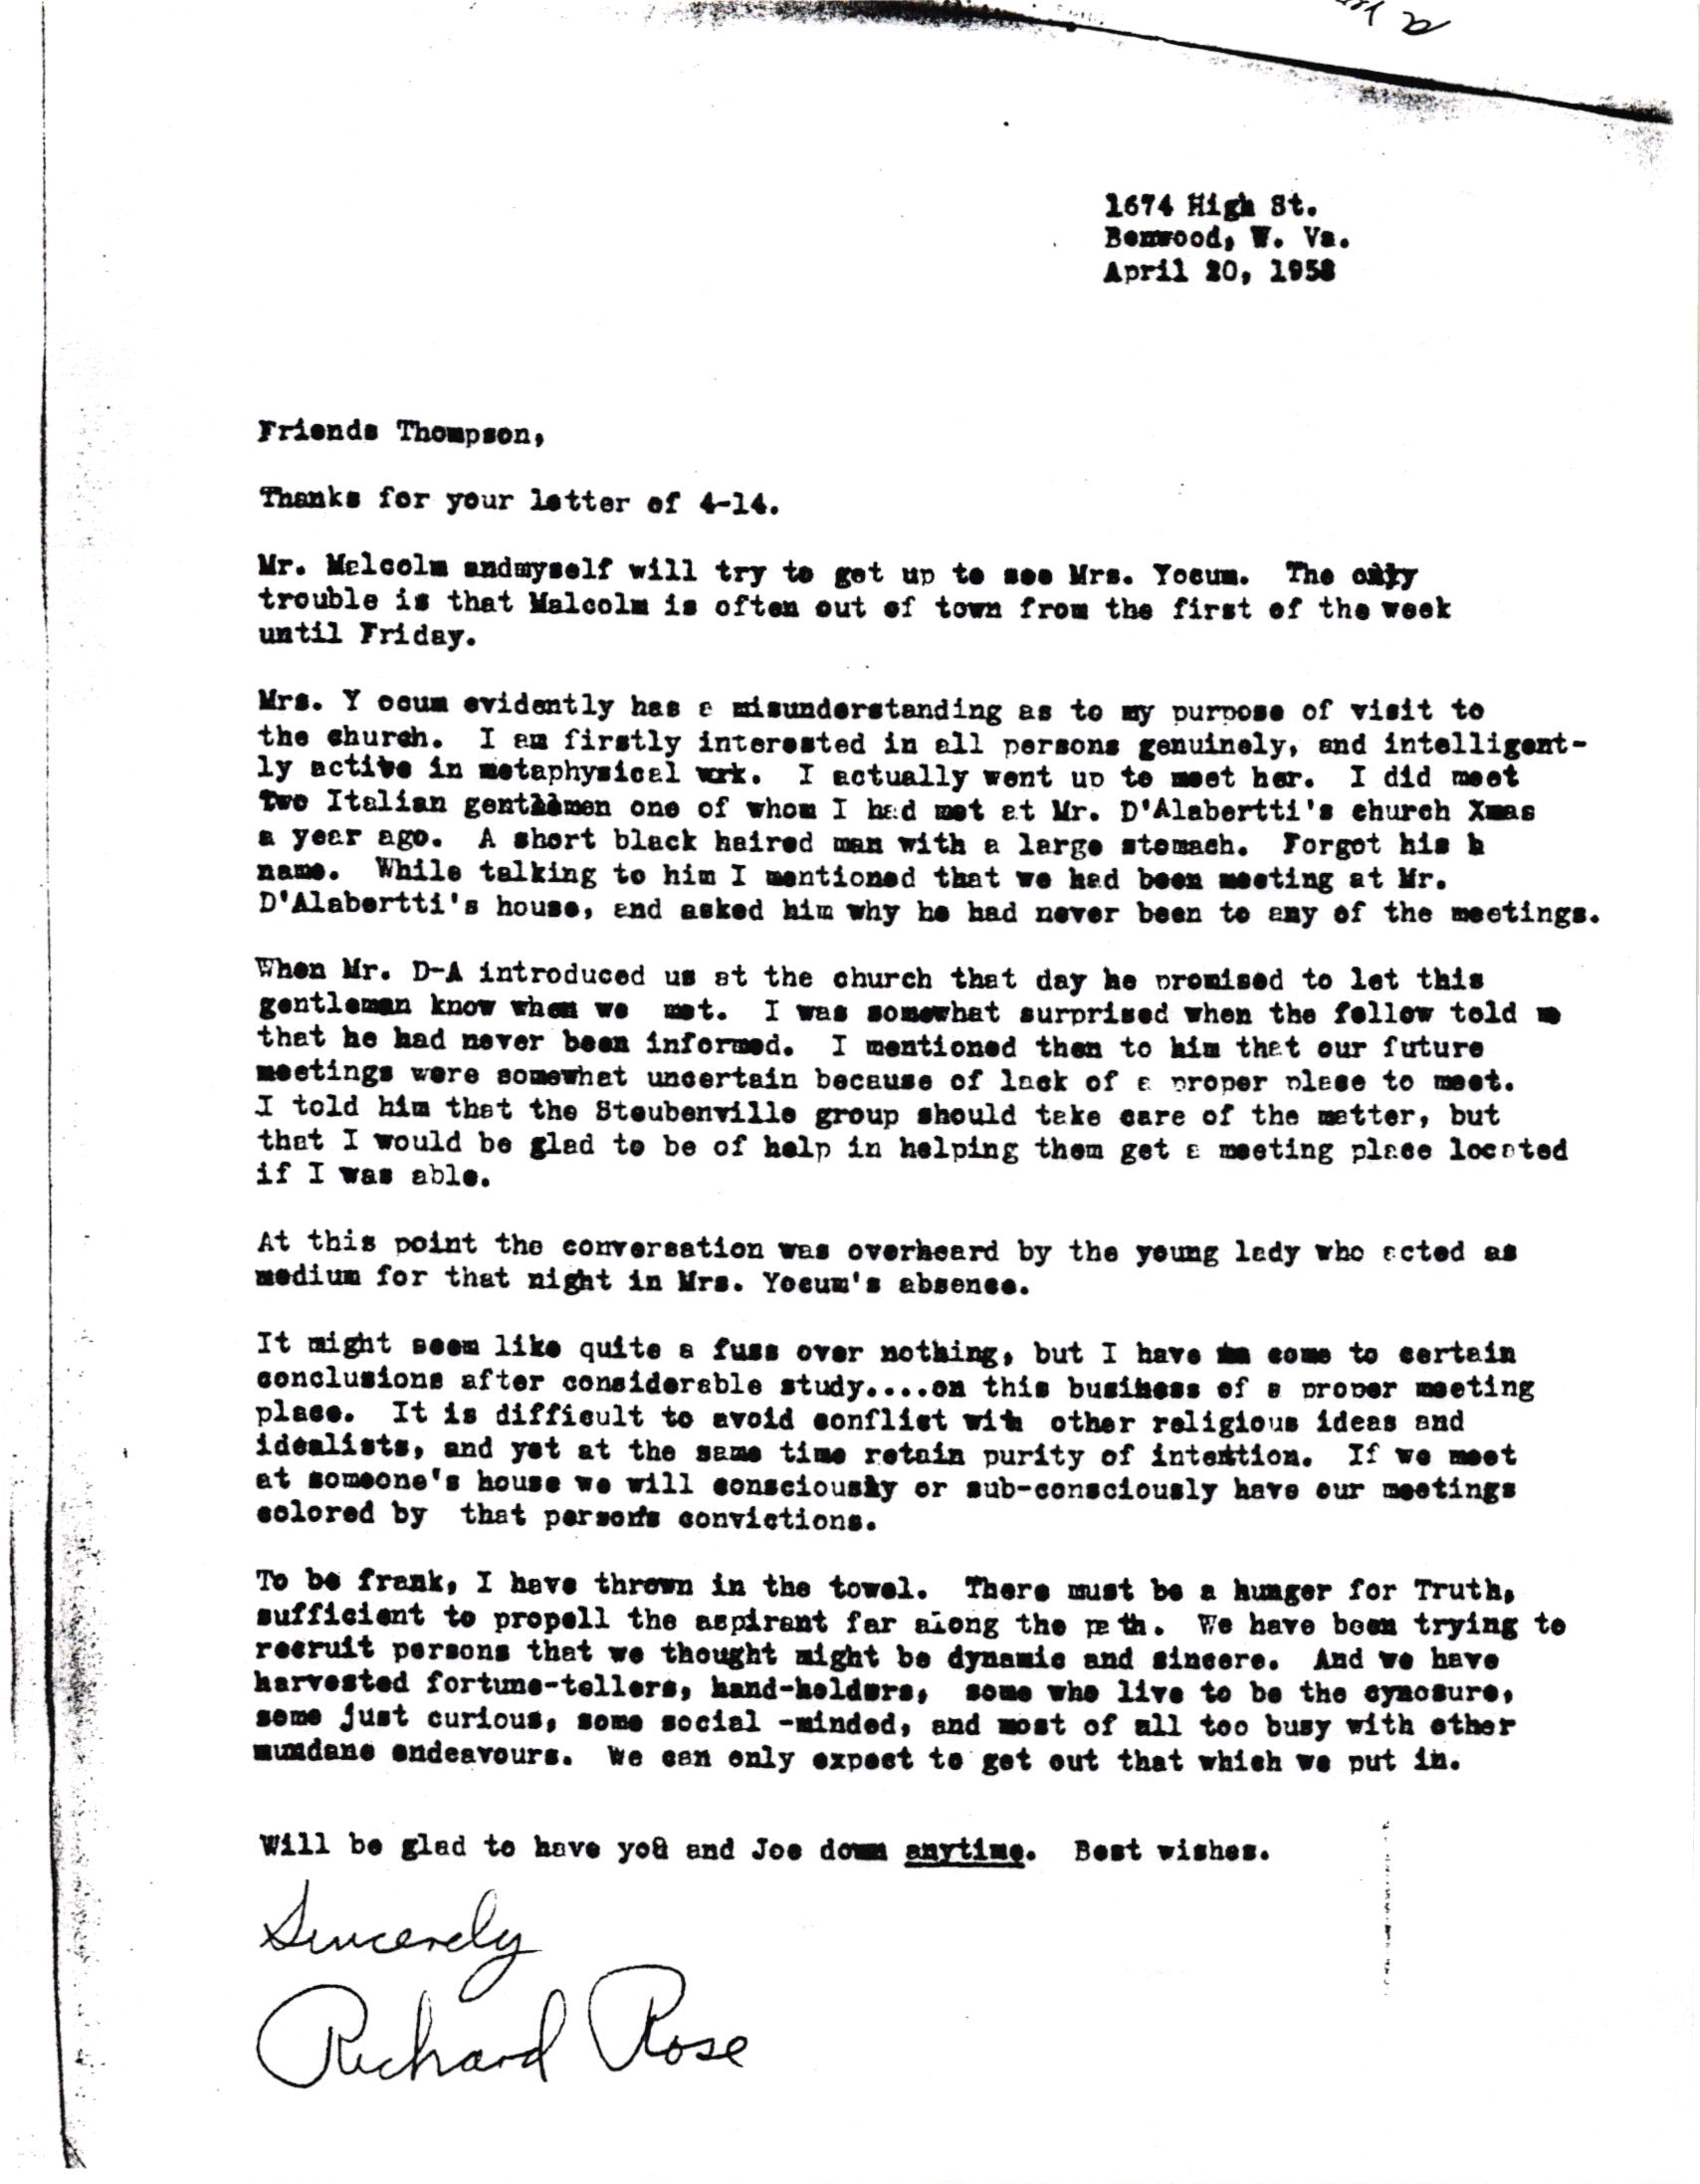 1674 High St.
Benwood, W. Va.
April 20, 1958
Friends Thompson,
Thanks for your letter of 4-14.
Mr. Malcolm andmyself will try to get up to see Mrs. Yocum. The only
trouble is that Malcolm is often out of town from the first of the week
until Friday.
Mrs. Y ocum evidently has a misunderstanding as to my purpose of visit to
the church. I am firstly interested in all persons genuinely, and intelligent-
ly active in metaphysical wrk. I actually went up to meet her. I did meet
two Italian gentlemen one of whom I had met at Mr. D'Alabertti's church Xmas
a year ago. A short black haired man with a large stomach. Forgot his h
name. While talking to him I mentioned that we had been meeting at Mr.
D'Alabertti's house, and asked him why he had never been to any of the meetings.
When Mr. D-A introduced us at the church that day he promised to let this
gentleman know when we met. I was somewhat surprised when the fellow told me
that he had never been informed. I mentioned then to him that our future
meetings were somewhat uncertain because of lack of a proper place to meet.
I told him that the Steubenville group should take care of the matter, but
that I would be glad to be of help in helping them get a meeting place located
if I was able.
At this point the conversation was overheard by the young lady who acted as
medium for that night in Mrs. Yocum's absence.
It might seem like quite a fuss over nothing, but I have come to certain
conclusions after considerable study....on this business of a proper meeting
place. It is difficult to avoid conflict with other religious ideas and
idealists, and yet at the same time retain purity of intention. If we meet
at someone's house we will consciously or sub-consciously have our meetings
colored by that person's convictions.
To be frank, I have thrown in the towel. There must be a hunger for Truth,
sufficient to propell the aspirant far along the path. We have been trying to
recruit persons that we thought might be dynamic and sincere. And we have
harvested fortune-tellers, hand-holders, some who live to be the cynosure,
some just curious, some social -minded, and most of all too busy with other
mundane endeavours. We can only expect to get out that which we put in.
Will be glad to have you and Joe down anytime. Best wishes.
Sincerely
Richard Rose